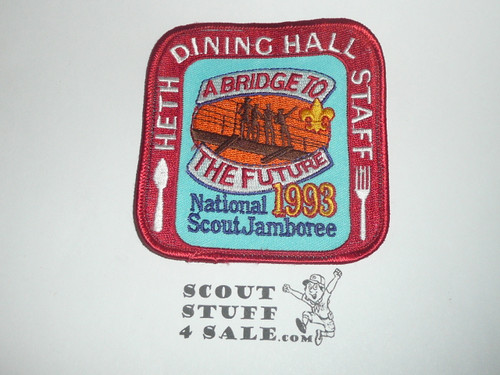 HETH DINING HALL STAFF
A BRIDGE TO
THE FUTURE
National 1993
Scout Jamboree
SCOUT
STUFF
4 SALE.COM